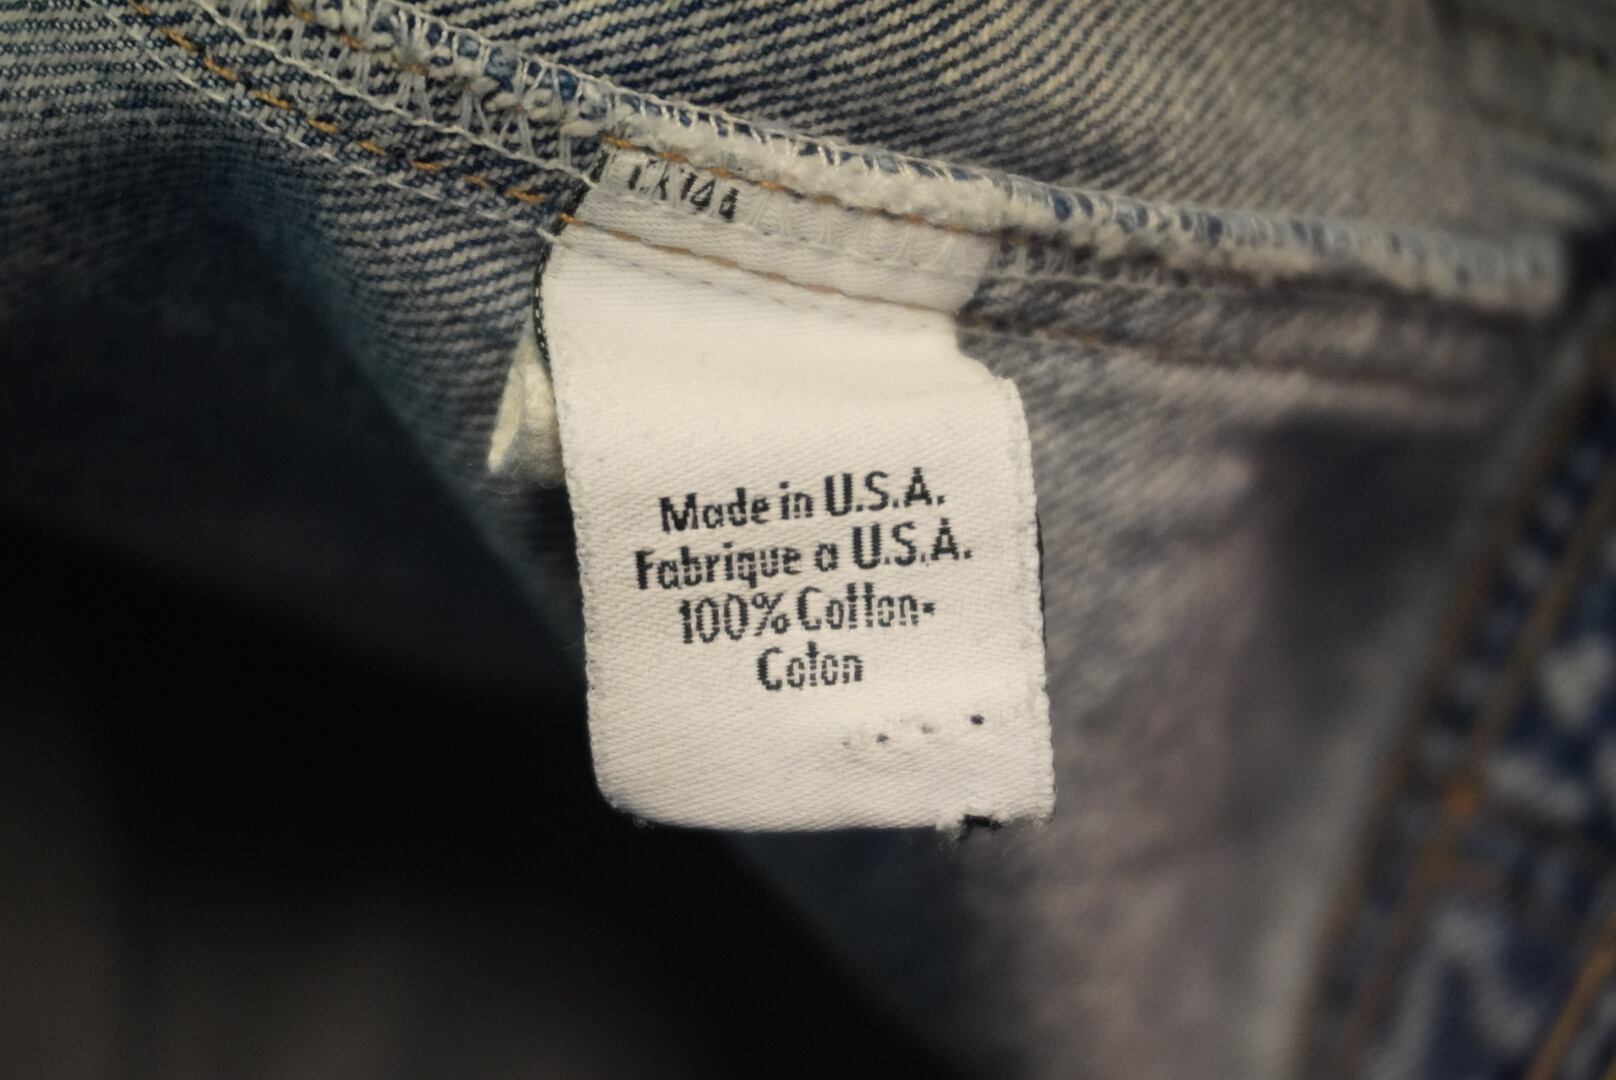 Made in U.S.A.
Fabrique a U.S.A.
100% Cotton-
Coton